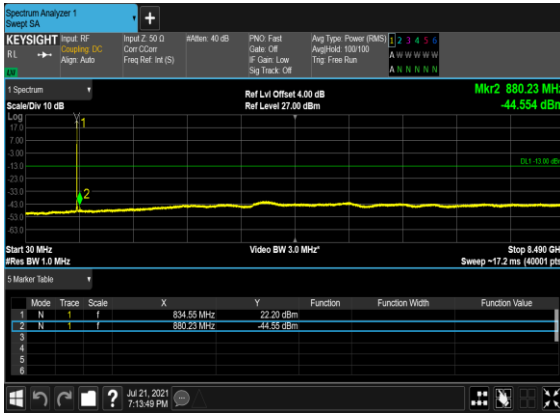 Spectrum Analyzer 1
Swept SA
+
KEYSIGHT Input: RF Input Z: 50 Ω #Atten: 40 dB PNO: Fast Avg Type: Power (RMS) 1 2 3 4 5 6
RL Coupling: DC Corr CCorr Gate: Off Avg|Hold: 100/100 A W W W W W
Align: Auto Freq Ref: Int (S) IF Gain: Low Trig: Free Run
Sig Track: Off A N N N N N
1 Spectrum
Ref Lvl Offset 4.00 dB Mkr2 880.23 MHz
Scale/Div 10 dB Ref Level 27.00 dBm -44.554 dBm
Log
17.0
7.00
-3.00
-13.0 DL1 -13.00 dBm
-23.0
-33.0
-43.0
-53.0
-63.0
1
2
Start 30 MHz Video BW 3.0 MHz* Stop 8.490 GH
#Res BW 1.0 MHz Sweep ~17.2 ms (40001 pts
5 Marker Table
Mode Trace Scale X Y Function Function Width Function Value
1 N 1 f 834.55 MHz 22.20 dBm
2 N 1 f 880.23 MHz -44.55 dBm
3
4
5
6
? Jul 21, 2021
7:13:49 PM